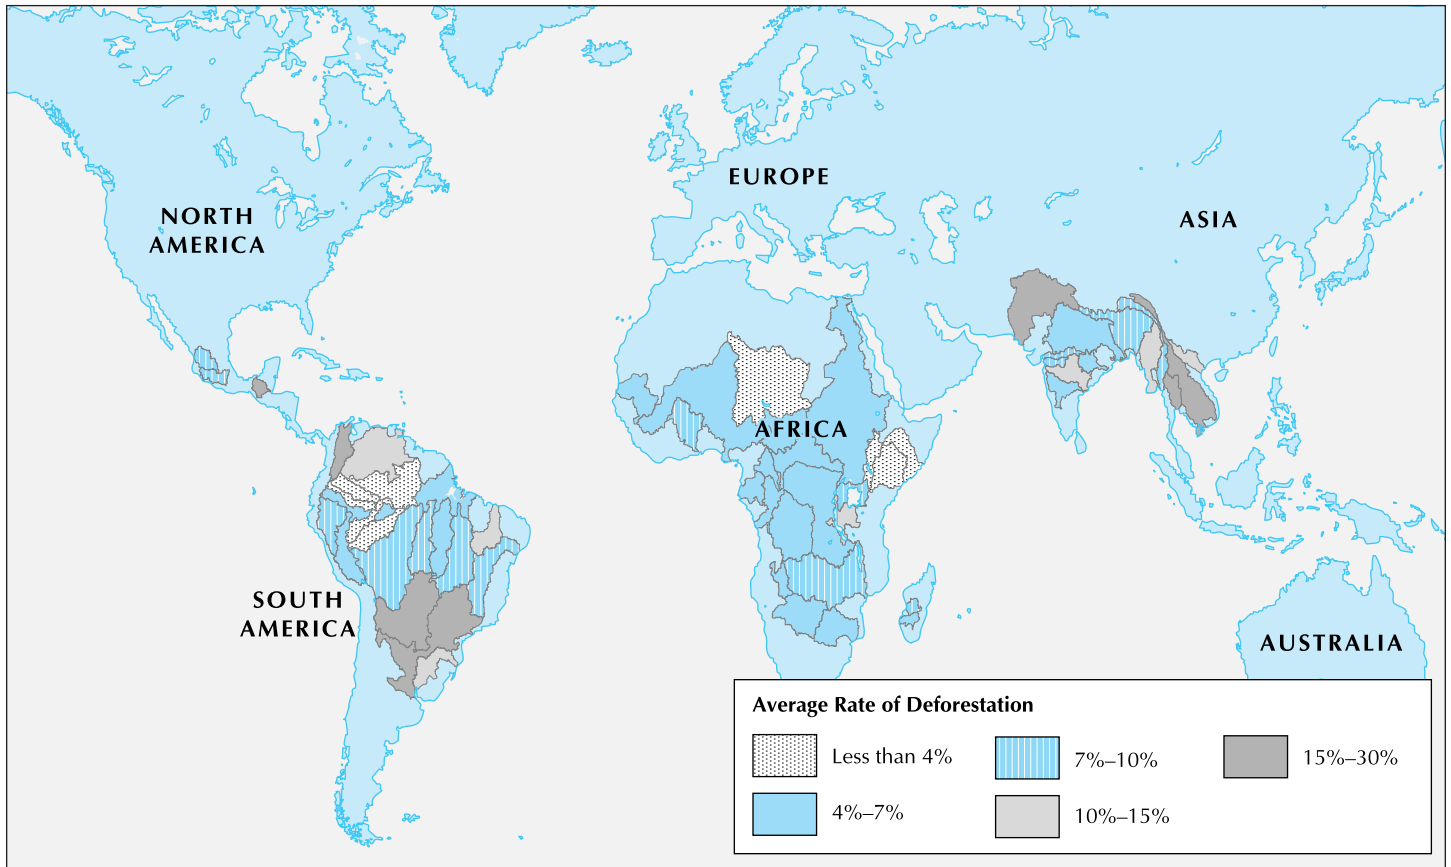 EUROPE
NORTH
AMERICA
ASIA
AFRICA
SOUTH
AMERICA
AUSTRALIA
Average Rate of Deforestation
Less than 4%
7%–10%
15%–30%
4%–7%
10%–15%